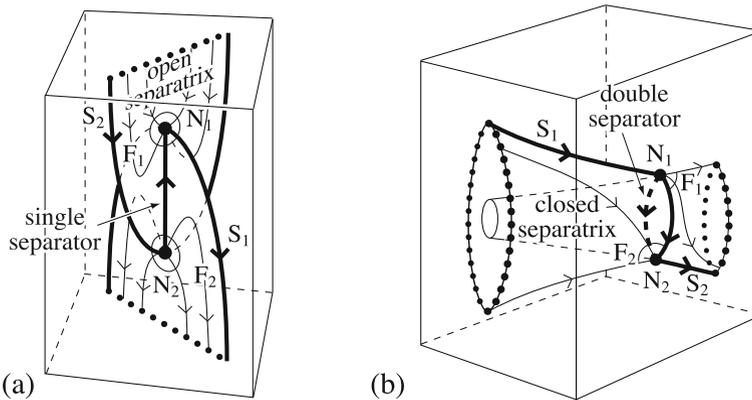 open
separatrix
S2
N1
F1
single
separator
S1
F2
N2
(a)
double
separator
S1
N1
F1
closed
separatrix
F2
N2
S2
(b)